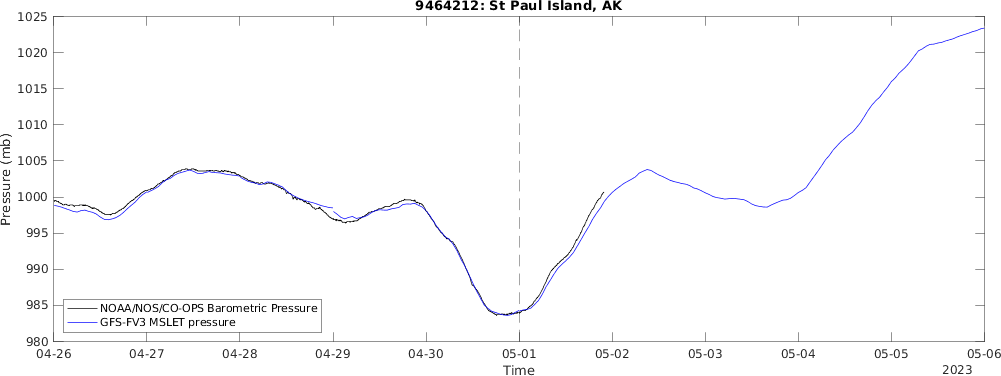 9464212: St Paul Island, AK
Pressure (mb)
1025
1020
1015
1010
1005
1000
995
990
985
980
NOAA/NOS/CO-OPS Barometric Pressure
GFS-FV3 MSLET pressure
04-26 04-27 04-28 04-29 04-30 05-01 05-02 05-03 05-04 05-05 05-06
Time
2023